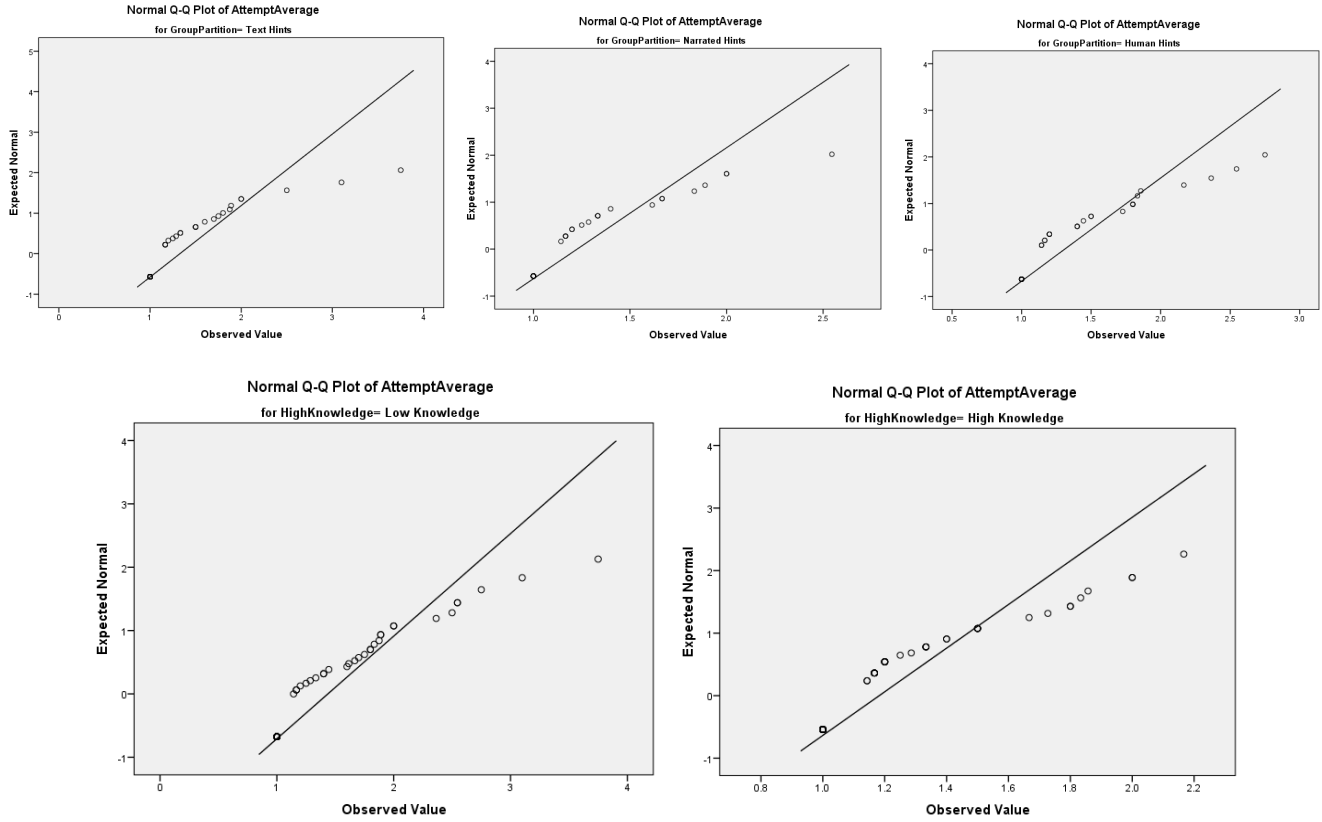 Normal Q-Q Plot of AttemptAverage
for GroupPartition= Text Hints
5
4
3
2
1
0
-1
Expected Normal
0 1 2 3 4
Observed Value
Normal Q-Q Plot of AttemptAverage
for GroupPartition= Narrated Hints
4
3
2
1
0
-1
Expected Normal
1.0 1.5 2.0 2.5
Observed Value
Normal Q-Q Plot of AttemptAverage
for GroupPartition= Human Hints
4
3
2
1
0
-1
Expected Normal
0.5 1.0 1.5 2.0 2.5 3.0
Observed Value
Normal Q-Q Plot of AttemptAverage
for HighKnowledge= Low Knowledge
4
3
2
1
0
-1
Expected Normal
0 1 2 3 4
Observed Value
Normal Q-Q Plot of AttemptAverage
for HighKnowledge= High Knowledge
4
3
2
1
0
-1
Expected Normal
0.8 1.0 1.2 1.4 1.6 1.8 2.0 2.2
Observed Value